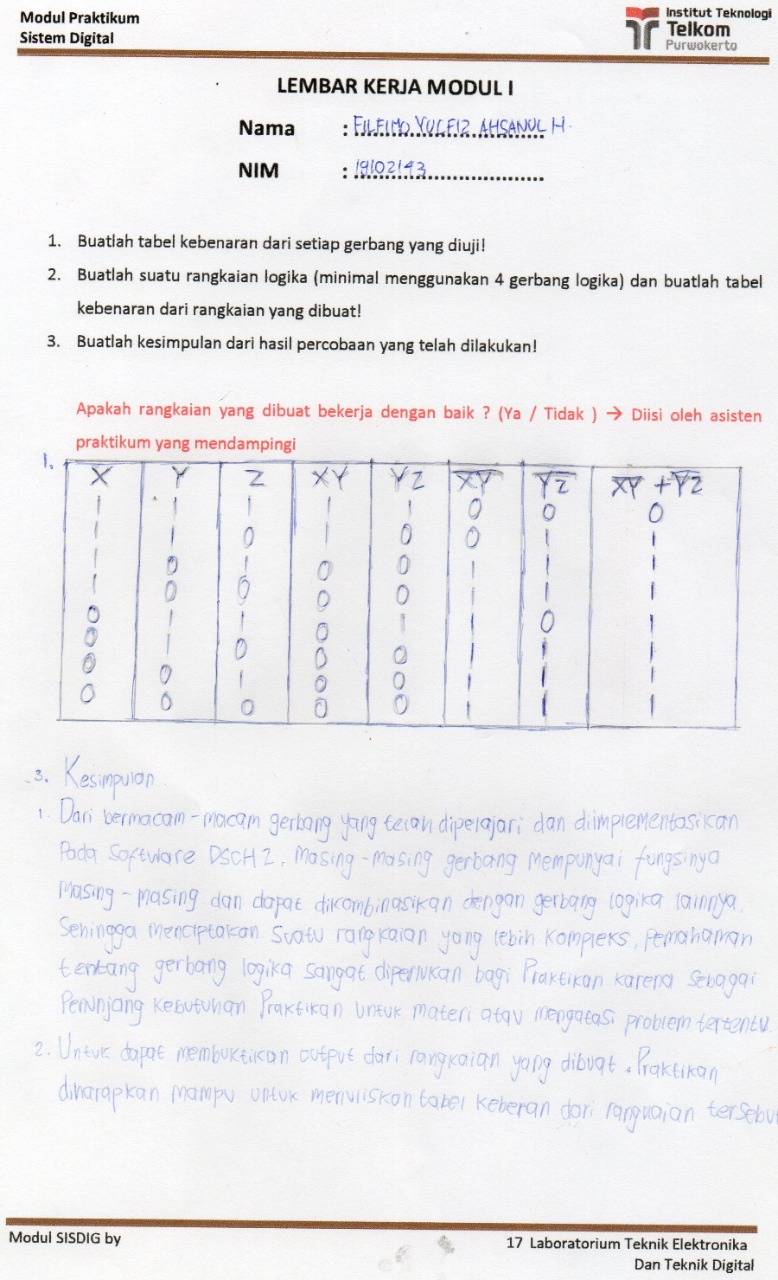 Modul Praktikum
Sistem Digital
Institut Teknologi
Telkom
Purwokerto
LEMBAR KERJA MODUL I
Nama : FILFIMO YULFIZ AHSANUL H.
NIM : 19102143
1. Buatlah tabel kebenaran dari setiap gerbang yang diuji!
2. Buatlah suatu rangkaian logika (minimal menggunakan 4 gerbang logika) dan buatlah tabel
kebenaran dari rangkaian yang dibuat!
3. Buatlah kesimpulan dari hasil percobaan yang telah dilakukan!
Apakah rangkaian yang dibuat bekerja dengan baik ? (Ya / Tidak ) → Diisi oleh asisten
praktikum yang mendampingi
1.
X Y Z XY YZ X̅Y̅ Y̅Z̅ X̅Y̅ + Y̅Z̅
1 1 1 1 1 0 0 0
1 1 0 1 0 0 1 1
1 0 1 0 0 1 1 1
1 0 0 0 0 1 1 1
0 1 1 0 1 1 0 1
0 1 0 0 0 1 1 1
0 0 1 0 0 1 1 1
0 0 0 0 0 1 1 1
3. Kesimpulan
1. Dari bermacam-macam gerbang yang telah dipelajari dan diimplementasikan
Pada Software DSCH 2, Masing-masing gerbang mempunyai fungsinya
Masing-masing dan dapat dikombinasikan dengan gerbang logika lainnya.
Sehingga menciptakan suatu rangkaian yang lebih kompleks, pemahaman
tentang gerbang logika sangat diperlukan bagi Praktikan karena sebagai
Penunjang kebutuhan Praktikan untuk materi atau mengatasi problem tertentu.
2. Untuk dapat membuktikan output dari rangkaian yang dibuat. Praktikan
diharapkan mampu untuk menuliskan tabel keberan dari rangkaian tersebut
Modul SISDIG by
17 Laboratorium Teknik Elektronika
Dan Teknik Digital